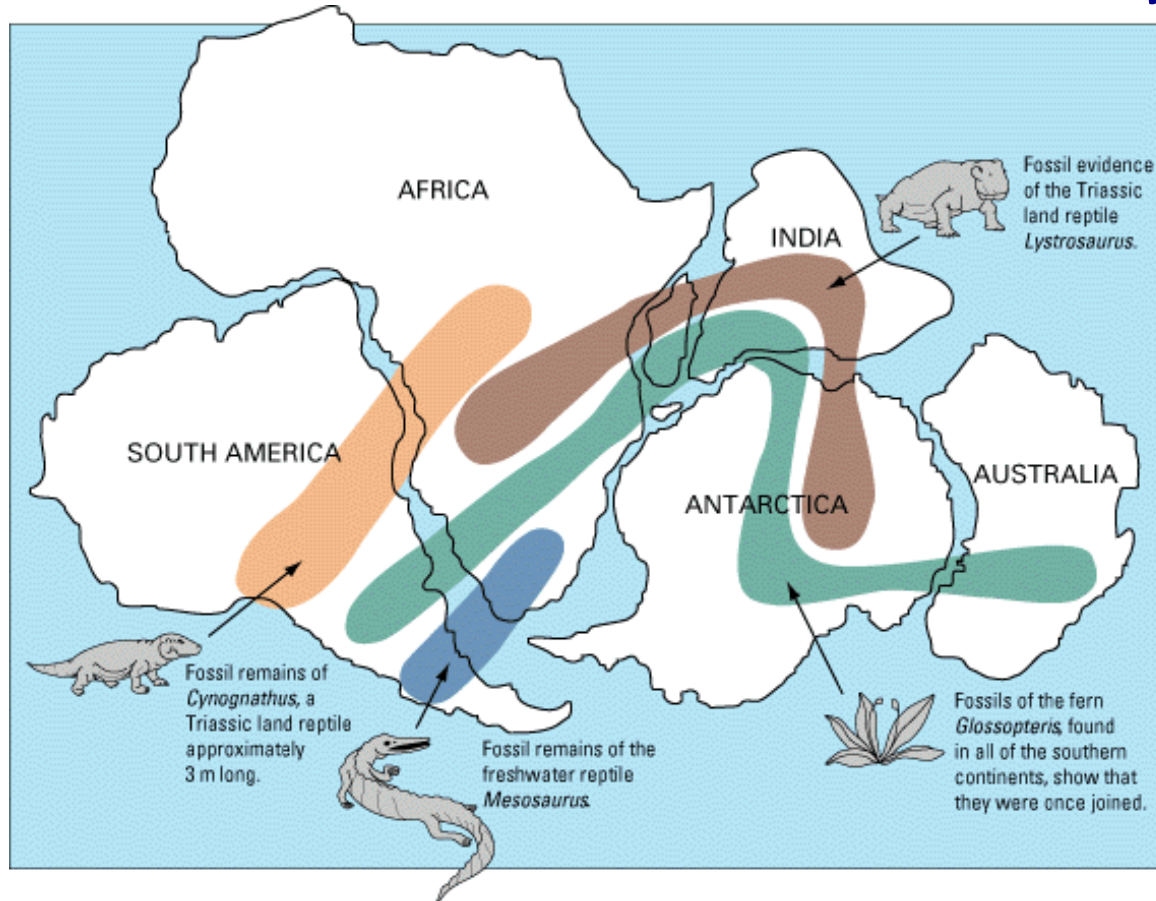 AFRICA
INDIA
Fossil evidence
of the Triassic
land reptile
Lystrosaurus.
SOUTH AMERICA
ANTARCTICA
AUSTRALIA
Fossil remains of
Cynognathus, a
Triassic land reptile
approximately
3 m long.
Fossil remains of the
freshwater reptile
Mesosaurus.
Fossils of the fern
Glossopteris, found
in all of the southern
continents, show that
they were once joined.